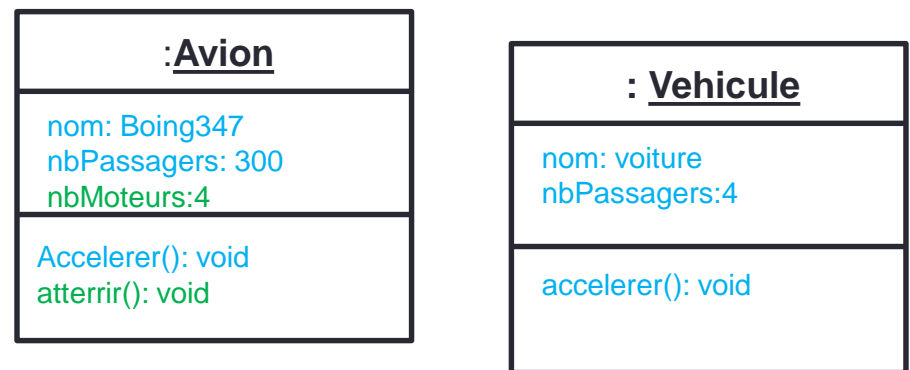 :Avion
nom: Boing347
nbPassagers: 300
nbMoteurs:4
Accelerer(): void
atterrir(): void
: Vehicule
nom: voiture
nbPassagers:4
accelerer(): void